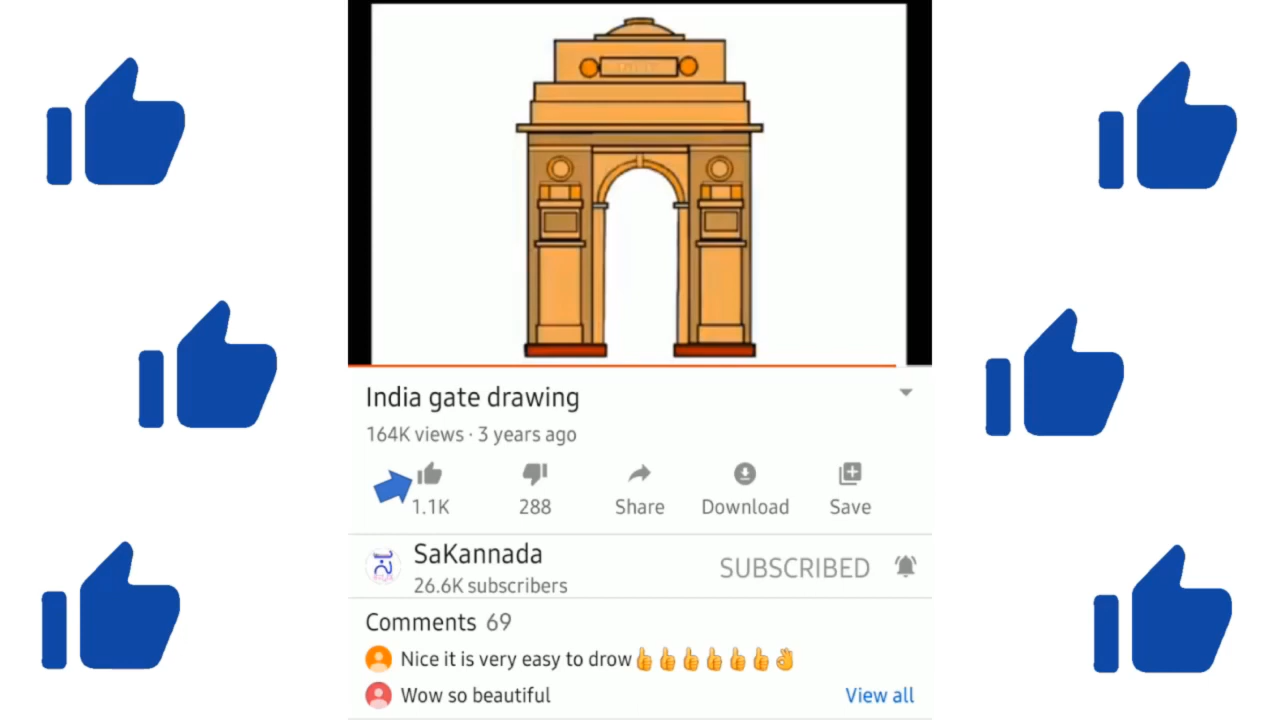 India gate drawing
164K views · 3 years ago
1.1K 288 Share Download Save
SaKannada
SUBSCRIBED
26.6K subscribers
Comments 69
Nice it is very easy to drow👍👍👍👍👍👍👌
Wow so beautiful
View all